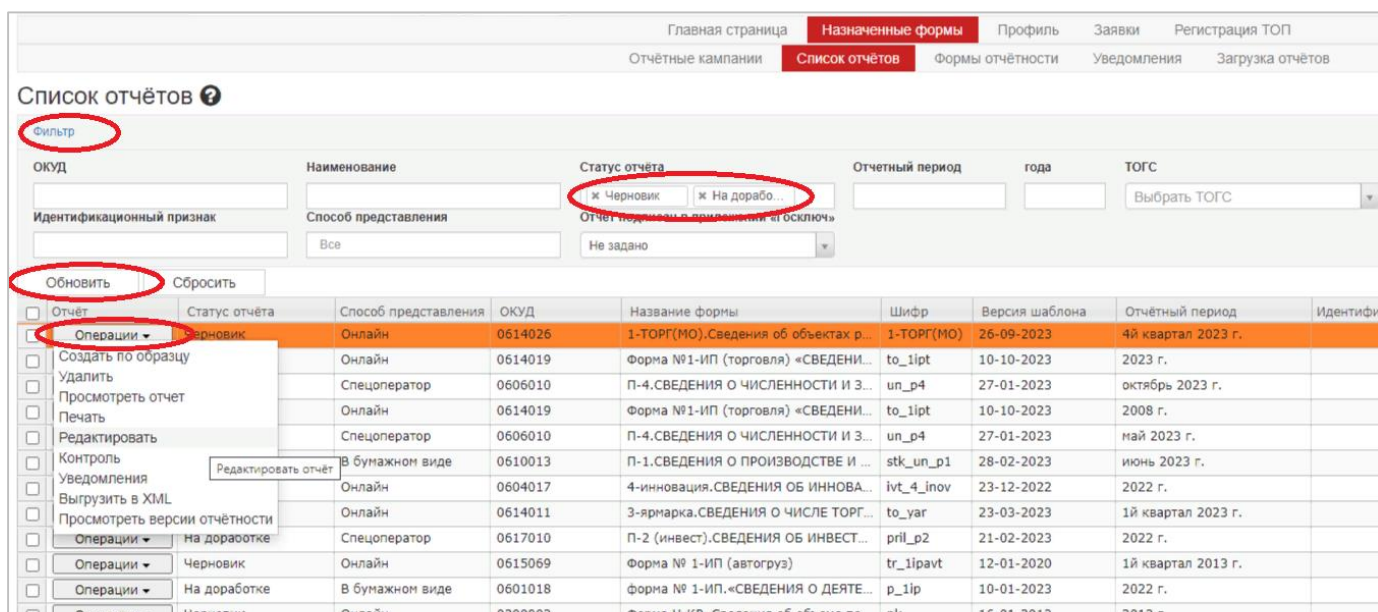 Главная страница Назначенные формы Профиль Заявки Регистрация ТОП
Отчётные кампании Список отчётов Формы отчётности Уведомления Загрузка отчётов
Список отчётов ?
Фильтр
ОКУД Наименование Статус отчёта Отчетный период года ТОГС
× Черновик × На дорабо... Выбрать ТОГС
Идентификационный признак Способ представления Отчет подписан в приложении «Госключ»
Все Не задано
Обновить Сбросить
Отчёт Статус отчёта Способ представления ОКУД Название формы Шифр Версия шаблона Отчётный период Идентифи
Операции Черновик Онлайн 0614026 1-ТОРГ(МО).Сведения об объектах р... 1-ТОРГ(МО) 26-09-2023 4й квартал 2023 г.
Создать по образцу Онлайн 0614019 Форма №1-ИП (торговля) «СВЕДЕНИ... to_1ipt 10-10-2023 2023 г.
Удалить
Просмотреть отчет Спецоператор 0606010 П-4.СВЕДЕНИЯ О ЧИСЛЕННОСТИ И З... un_p4 27-01-2023 октябрь 2023 г.
Печать Онлайн 0614019 Форма №1-ИП (торговля) «СВЕДЕНИ... to_1ipt 10-10-2023 2008 г.
Редактировать Спецоператор 0606010 П-4.СВЕДЕНИЯ О ЧИСЛЕННОСТИ И З... un_p4 27-01-2023 май 2023 г.
Контроль Редактировать отчёт В бумажном виде 0610013 П-1.СВЕДЕНИЯ О ПРОИЗВОДСТВЕ И ... stk_un_p1 28-02-2023 июнь 2023 г.
Уведомления Онлайн 0604017 4-инновация.СВЕДЕНИЯ ОБ ИННОВА... ivt_4_inov 23-12-2022 2022 г.
Выгрузить в XML
Просмотреть версии отчётности Онлайн 0614011 3-ярмарка.СВЕДЕНИЯ О ЧИСЛЕ ТОРГ... to_yar 23-03-2023 1й квартал 2023 г.
Операции На доработке Спецоператор 0617010 П-2 (инвест).СВЕДЕНИЯ ОБ ИНВЕСТ... pril_p2 21-02-2023 2022 г.
Операции Черновик Онлайн 0615069 Форма № 1-ИП (автогруз) tr_1ipavt 12-01-2020 1й квартал 2013 г.
Операции На доработке В бумажном виде 0601018 форма № 1-ИП.«СВЕДЕНИЯ О ДЕЯТЕ... p_1ip 10-01-2023 2022 г.